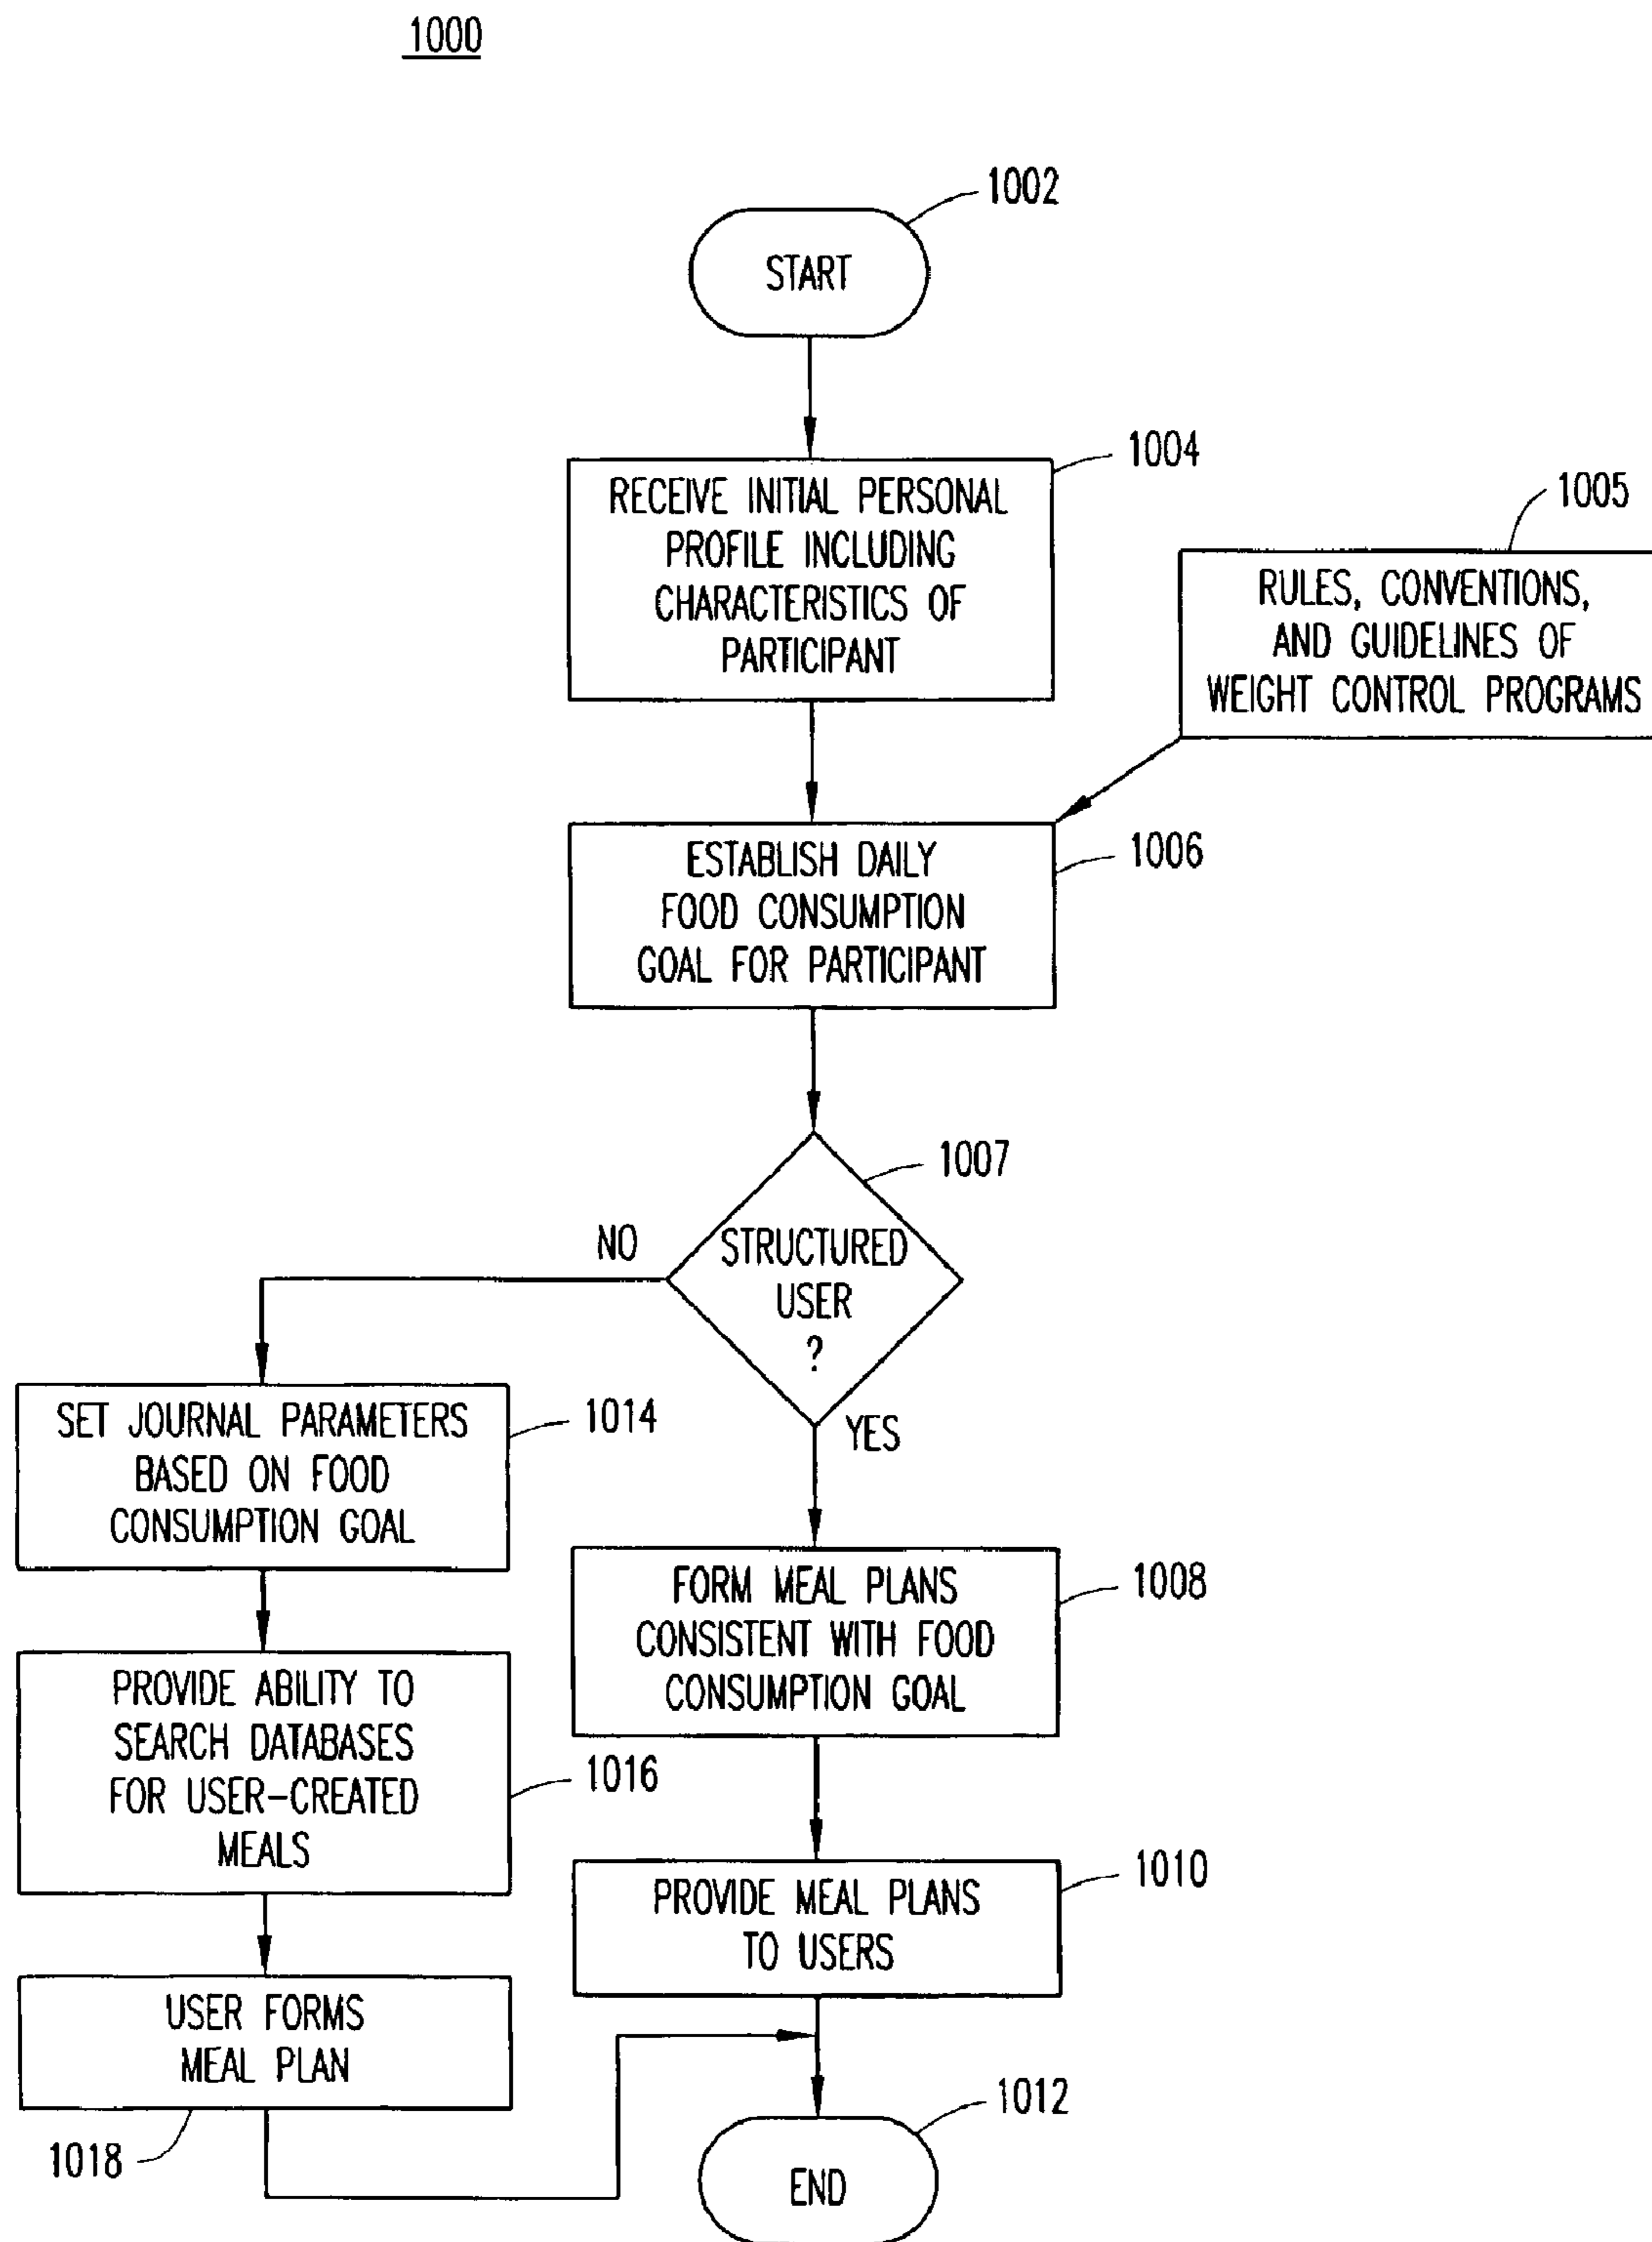 1000
1002
START
1004
RECEIVE INITIAL PERSONAL
PROFILE INCLUDING
CHARACTERISTICS OF
PARTICIPANT
1005
RULES, CONVENTIONS,
AND GUIDELINES OF
WEIGHT CONTROL PROGRAMS
1006
ESTABLISH DAILY
FOOD CONSUMPTION
GOAL FOR PARTICIPANT
1007
STRUCTURED
USER
?
NO
YES
SET JOURNAL PARAMETERS
BASED ON FOOD
CONSUMPTION GOAL
1014
FORM MEAL PLANS
CONSISTENT WITH FOOD
CONSUMPTION GOAL
1008
PROVIDE ABILITY TO
SEARCH DATABASES
FOR USER-CREATED
MEALS
1016
PROVIDE MEAL PLANS
TO USERS
1010
USER FORMS
MEAL PLAN
1018
1012
END